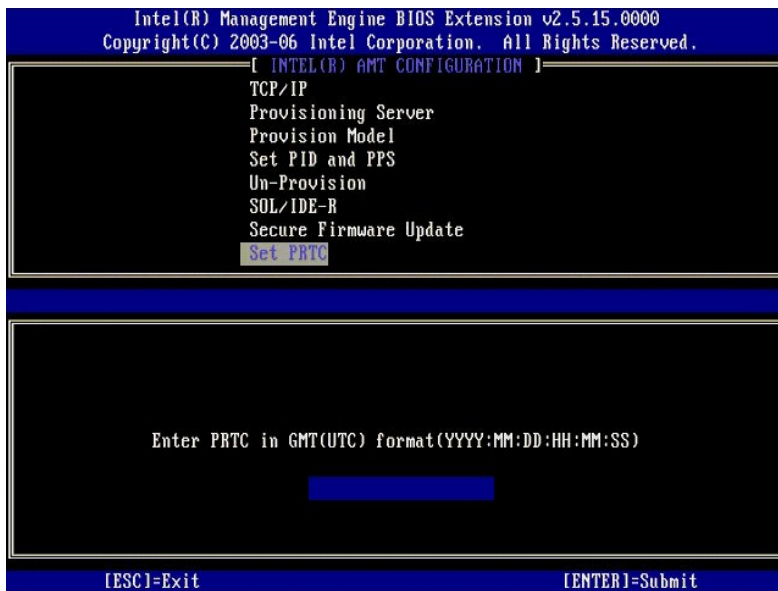 Intel(R) Management Engine BIOS Extension v2.5.15.0000
Copyright(C) 2003-06 Intel Corporation. All Rights Reserved.
[ INTEL(R) AMT CONFIGURATION ]
TCP/IP
Provisioning Server
Provision Model
Set PID and PPS
Un-Provision
SOL/IDE-R
Secure Firmware Update
Set PRTC
Enter PRTC in GMT(UTC) format(YYYY:MM:DD:HH:MM:SS)
[ESC]=Exit [ENTER]=Submit